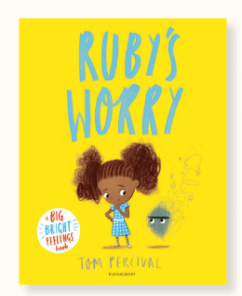 RUBY'S
WORRY
A
BIG
BRIGHT
FEELINGS
book
TOM PERCIVAL
BLOOMSBURY